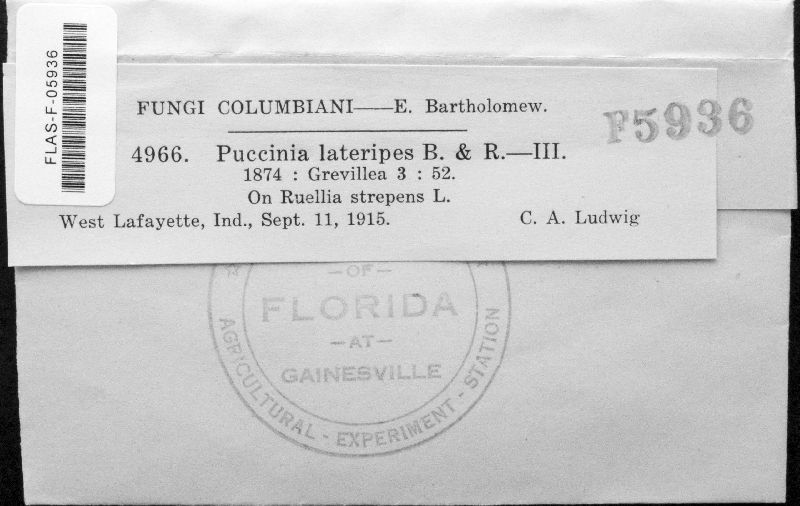 FLAS-F-05936
FUNGI COLUMBIANI——E. Bartholomew.
F5936
4966. Puccinia lateripes B. & R.—III.
1874 : Grevillea 3 : 52.
On Ruellia strepens L.
West Lafayette, Ind., Sept. 11, 1915. C. A. Ludwig
-OF-
FLORIDA
-AT-
GAINESVILLE
AGRICULTURAL - EXPERIMENT - STATION